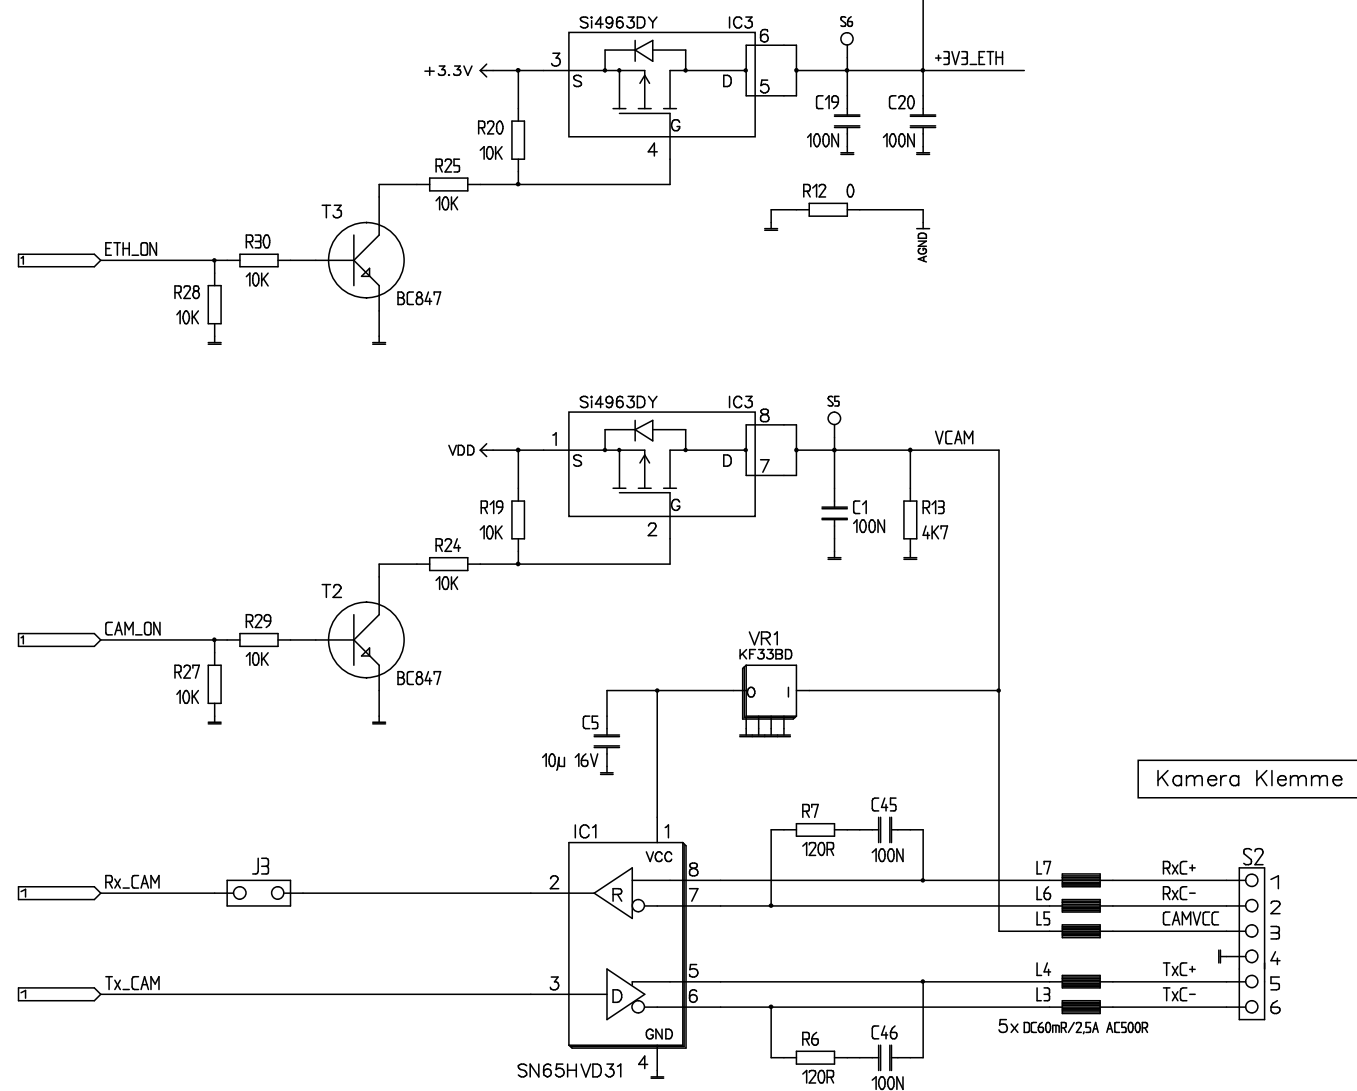 Si4963DY IC3 6 S6
+3.3V 3 S D 5 +3V3_ETH
G 4
R20 10K
C19 100N
C20 100N
R25 10K
R12 0
AGND
T3
1 ETH_ON R30 10K
BC847
R28 10K
Si4963DY IC3 8 S5
VDD 1 S D 7 VCAM
G 2
R19 10K
C1 100N
R13 4K7
R24 10K
T2
1 CAM_ON R29 10K
BC847
R27 10K
VR1
KF33BD
O I
C5
10µ 16V
Kamera Klemme
R7 120R
C45 100N
IC1 1
VCC
J3
1 Rx_CAM 2 R 8 7
L7 RxC+ 1
L6 RxC- 2
L5 CAMVCC 3
4
S2
1 Tx_CAM 3 D 5 6
L4 TxC+ 5
L3 TxC- 6
5x DC60mR/2,5A AC500R
GND
4
SN65HVD31
R6 120R
C46 100N